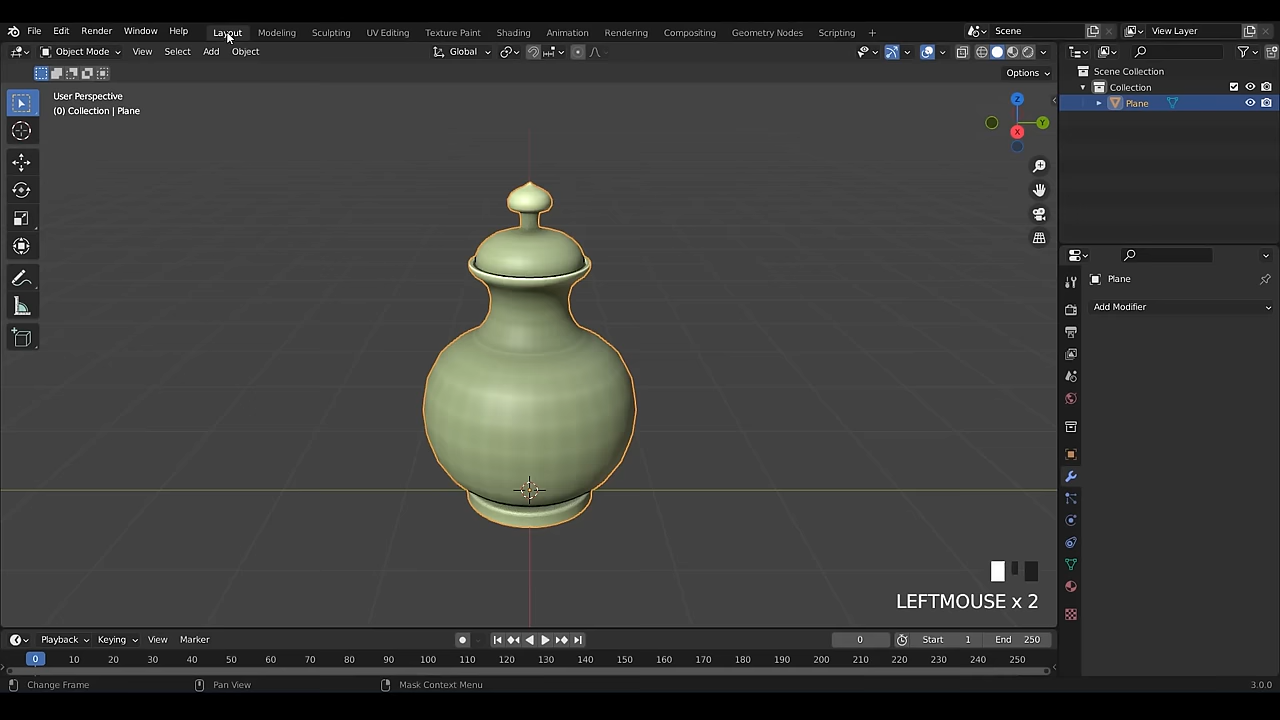 File Edit Render Window Help Layout Modeling Sculpting UV Editing Texture Paint Shading Animation Rendering Compositing Geometry Nodes Scripting + Scene View Layer
Object Mode View Select Add Object Global
Options
User Perspective
(0) Collection | Plane
Z
Y
X
Scene Collection
Collection
Plane
Plane
Add Modifier
LEFTMOUSE x 2
Playback Keying View Marker 0 Start 1 End 250
0 10 20 30 40 50 60 70 80 90 100 110 120 130 140 150 160 170 180 190 200 210 220 230 240 250
Change Frame Pan View Mask Context Menu 3.0.0